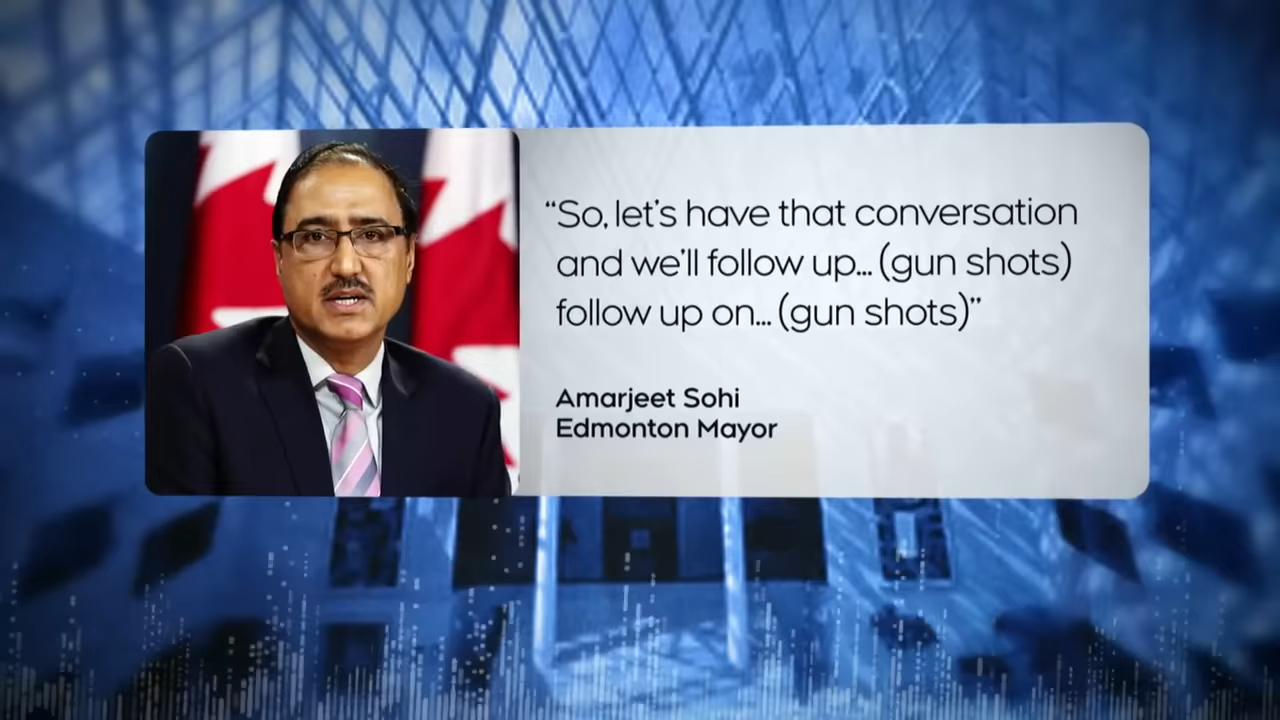 “So, let’s have that conversation
and we’ll follow up... (gun shots)
follow up on... (gun shots)”
Amarjeet Sohi
Edmonton Mayor